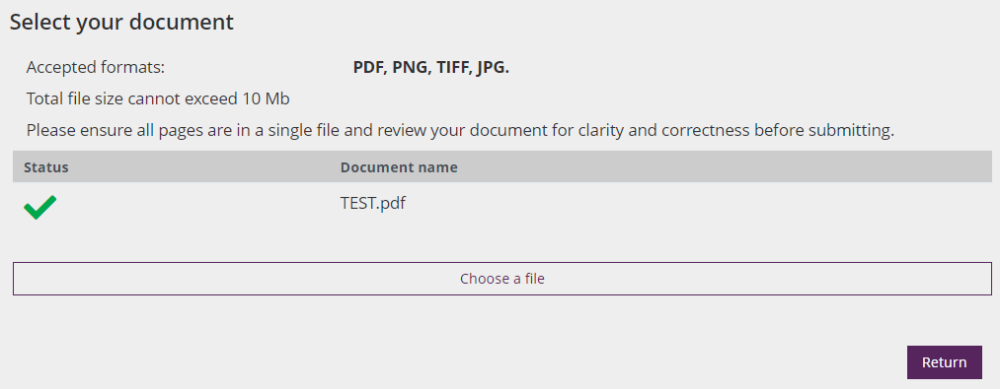 Select your document
Accepted formats: PDF, PNG, TIFF, JPG.
Total file size cannot exceed 10 Mb
Please ensure all pages are in a single file and review your document for clarity and correctness before submitting.
Status Document name
TEST.pdf
Choose a file
Return